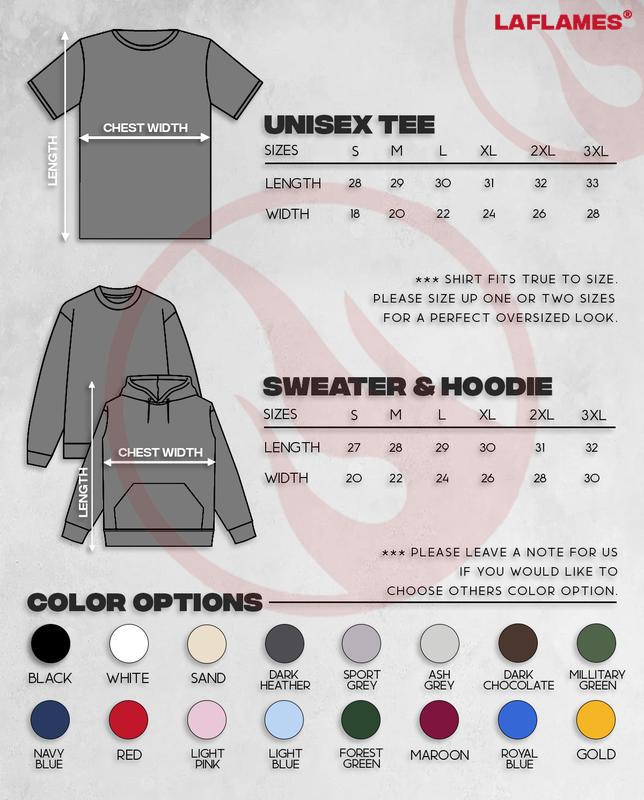 LAFLAMES®
CHEST WIDTH
LENGTH
UNISEX TEE
SIZES S M L XL 2XL 3XL
LENGTH 28 29 30 31 32 33
WIDTH 18 20 22 24 26 28
*** SHIRT FITS TRUE TO SIZE.
PLEASE SIZE UP ONE OR TWO SIZES
FOR A PERFECT OVERSIZED LOOK.
CHEST WIDTH
LENGTH
SWEATER & HOODIE
SIZES S M L XL 2XL 3XL
LENGTH 27 28 29 30 31 32
WIDTH 20 22 24 26 28 30
*** PLEASE LEAVE A NOTE FOR US
IF YOU WOULD LIKE TO
CHOOSE OTHERS COLOR OPTION.
COLOR OPTIONS
BLACK
WHITE
SAND
DARK
HEATHER
SPORT
GREY
ASH
GREY
DARK
CHOCOLATE
MILLITARY
GREEN
NAVY
BLUE
RED
LIGHT
PINK
LIGHT
BLUE
FOREST
GREEN
MAROON
ROYAL
BLUE
GOLD